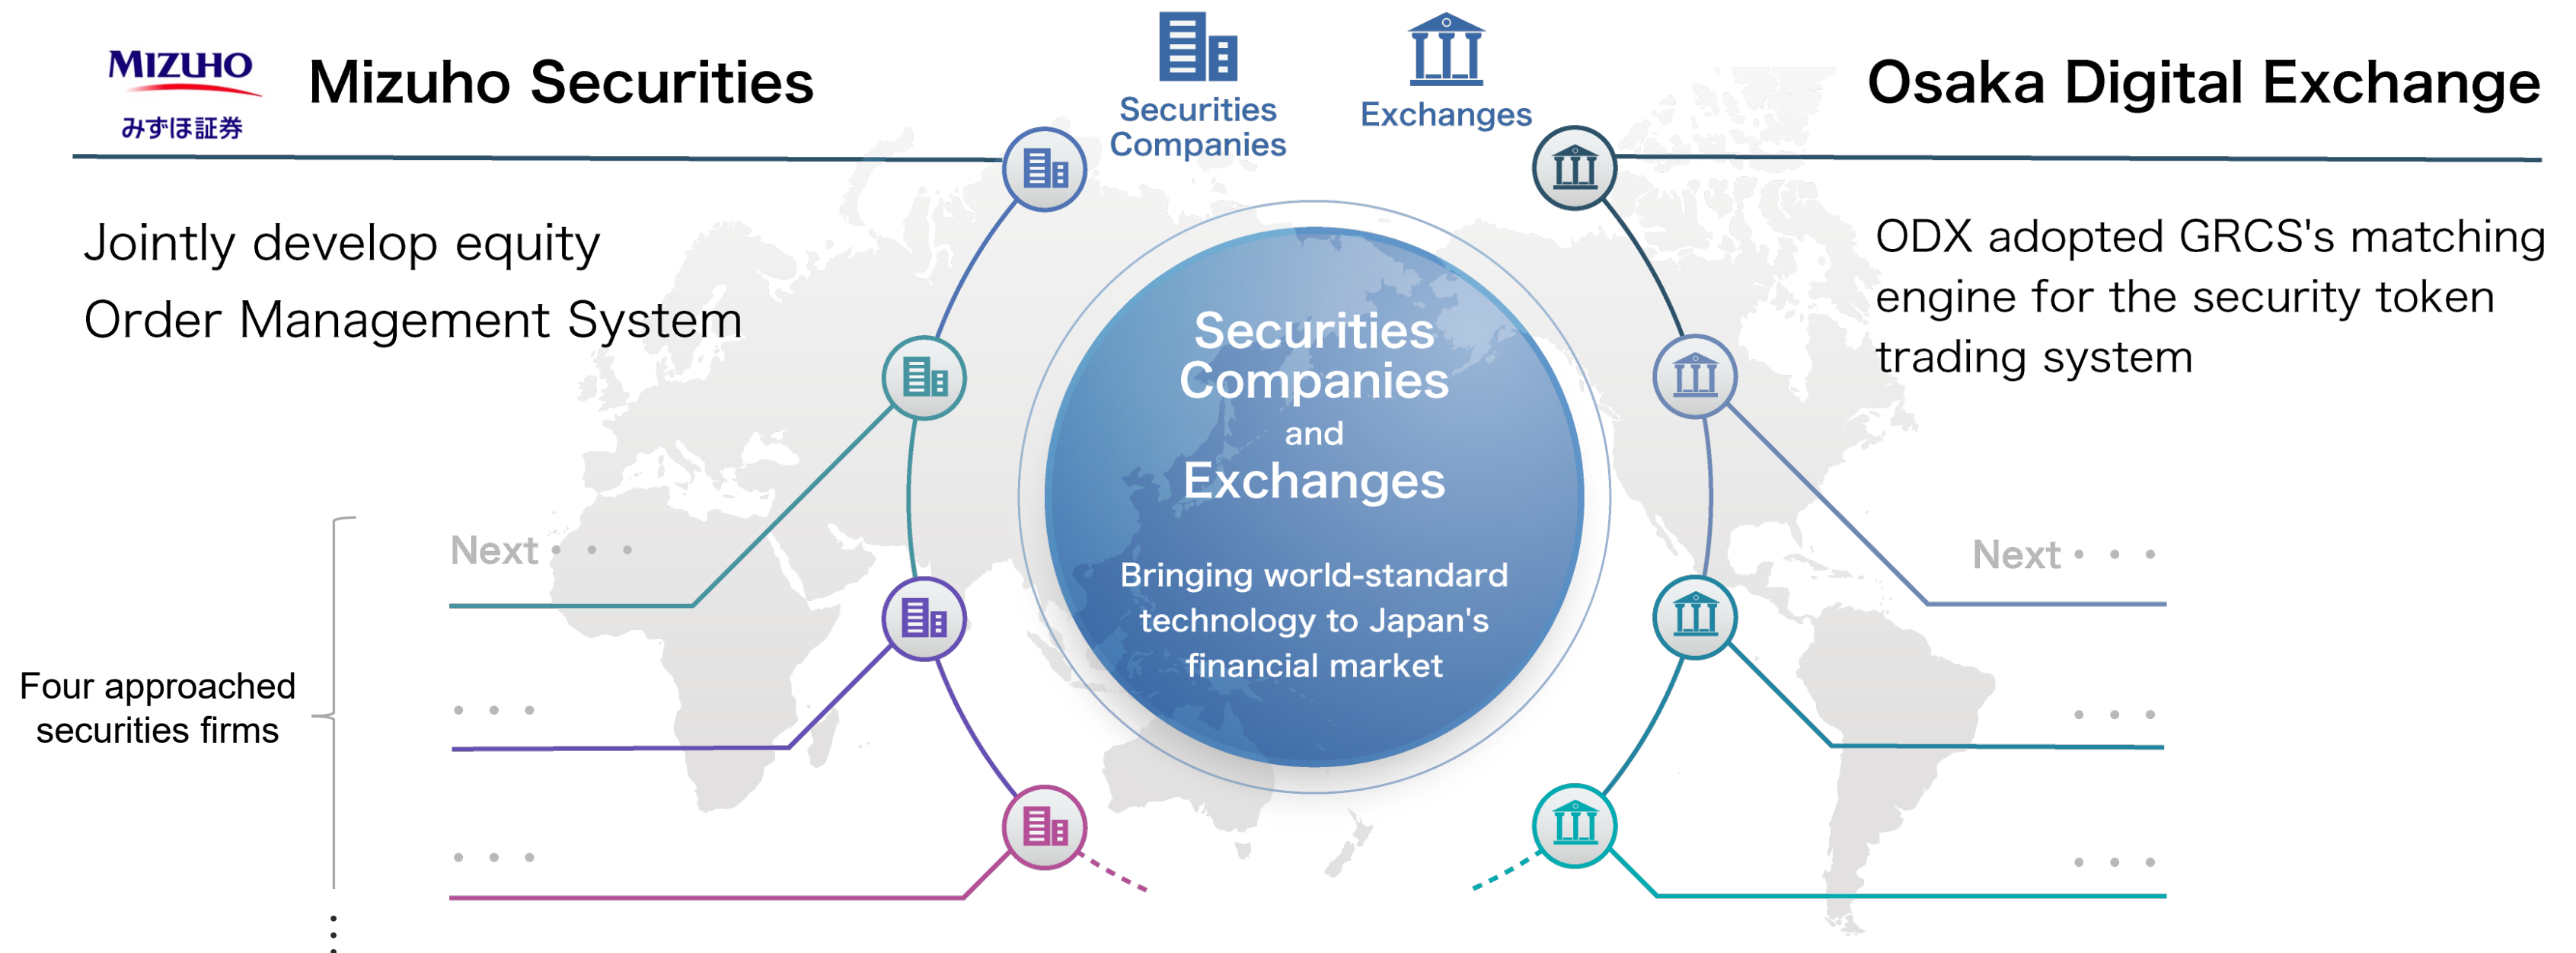 MIZUHO
みずほ証券
Mizuho Securities
Securities
Companies
Exchanges
Osaka Digital Exchange
Jointly develop equity
Order Management System
ODX adopted GRCS's matching
engine for the security token
trading system
Securities
Companies
and
Exchanges
Bringing world-standard
technology to Japan's
financial market
Next・・・
Next・・・
Four approached
securities firms
・・・
・・・
・・・
・・・